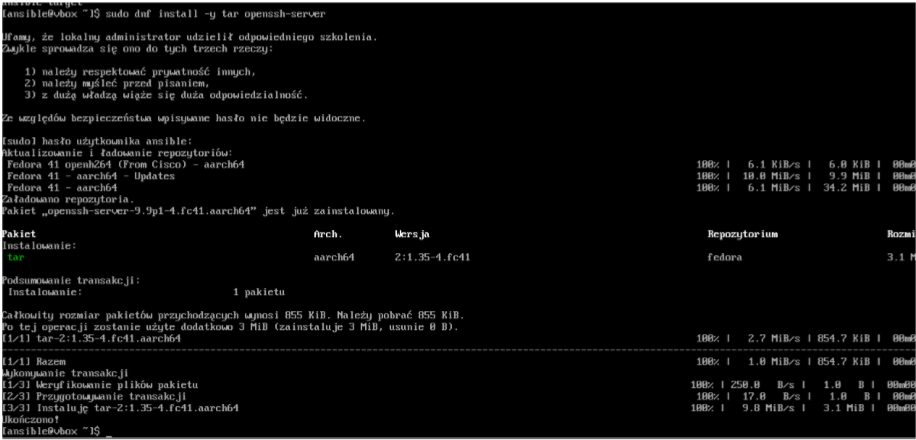 ansible target
[ansible@vbox ~]$ sudo dnf install -y tar openssh-server
Ufamy, że lokalny administrator udzielił odpowiedniego szkolenia.
Zwykle sprowadza się ono do tych trzech rzeczy:
1) należy respektować prywatność innych,
2) należy myśleć przed pisaniem,
3) z dużą władzą wiąże się duża odpowiedzialność.
Ze względów bezpieczeństwa wpisywane hasło nie będzie widoczne.
[sudo] hasło użytkownika ansible:
Aktualizowanie i ładowanie repozytoriów:
Fedora 41 openh264 (From Cisco) - aarch64 100% | 6.1 KiB/s | 6.0 KiB | 00m0
Fedora 41 - aarch64 - Updates 100% | 10.0 MiB/s | 9.9 MiB | 00m0
Fedora 41 - aarch64 100% | 6.1 MiB/s | 34.2 MiB | 00m0
Załadowano repozytoria.
Pakiet „openssh-server-9.9p1-4.fc41.aarch64” jest już zainstalowany.
Pakiet Arch. Wersja Repozytorium Rozmi
Instalowanie:
tar aarch64 2:1.35-4.fc41 fedora 3.1 M
Podsumowanie transakcji:
Instalowanie: 1 pakietu
Całkowity rozmiar pakietów przychodzących wynosi 855 KiB. Należy pobrać 855 KiB.
Po tej operacji zostanie użyte dodatkowo 3 MiB (zainstaluje 3 MiB, usunie 0 B).
[1/1] tar-2:1.35-4.fc41.aarch64 100% | 2.7 MiB/s | 854.7 KiB | 00m0
[1/1] Razem 100% | 1.0 MiB/s | 854.7 KiB | 00m0
Wykonywanie transakcji
[1/3] Weryfikowanie plików pakietu 100% | 250.0 B/s | 1.0 B | 00m00
[2/3] Przygotowywanie transakcji 100% | 17.0 B/s | 1.0 B | 00m0
[3/3] Instaluję tar-2:1.35-4.fc41.aarch64 100% | 9.8 MiB/s | 3.1 MiB | 00m00
Ukończono!
[ansible@vbox ~]$ _